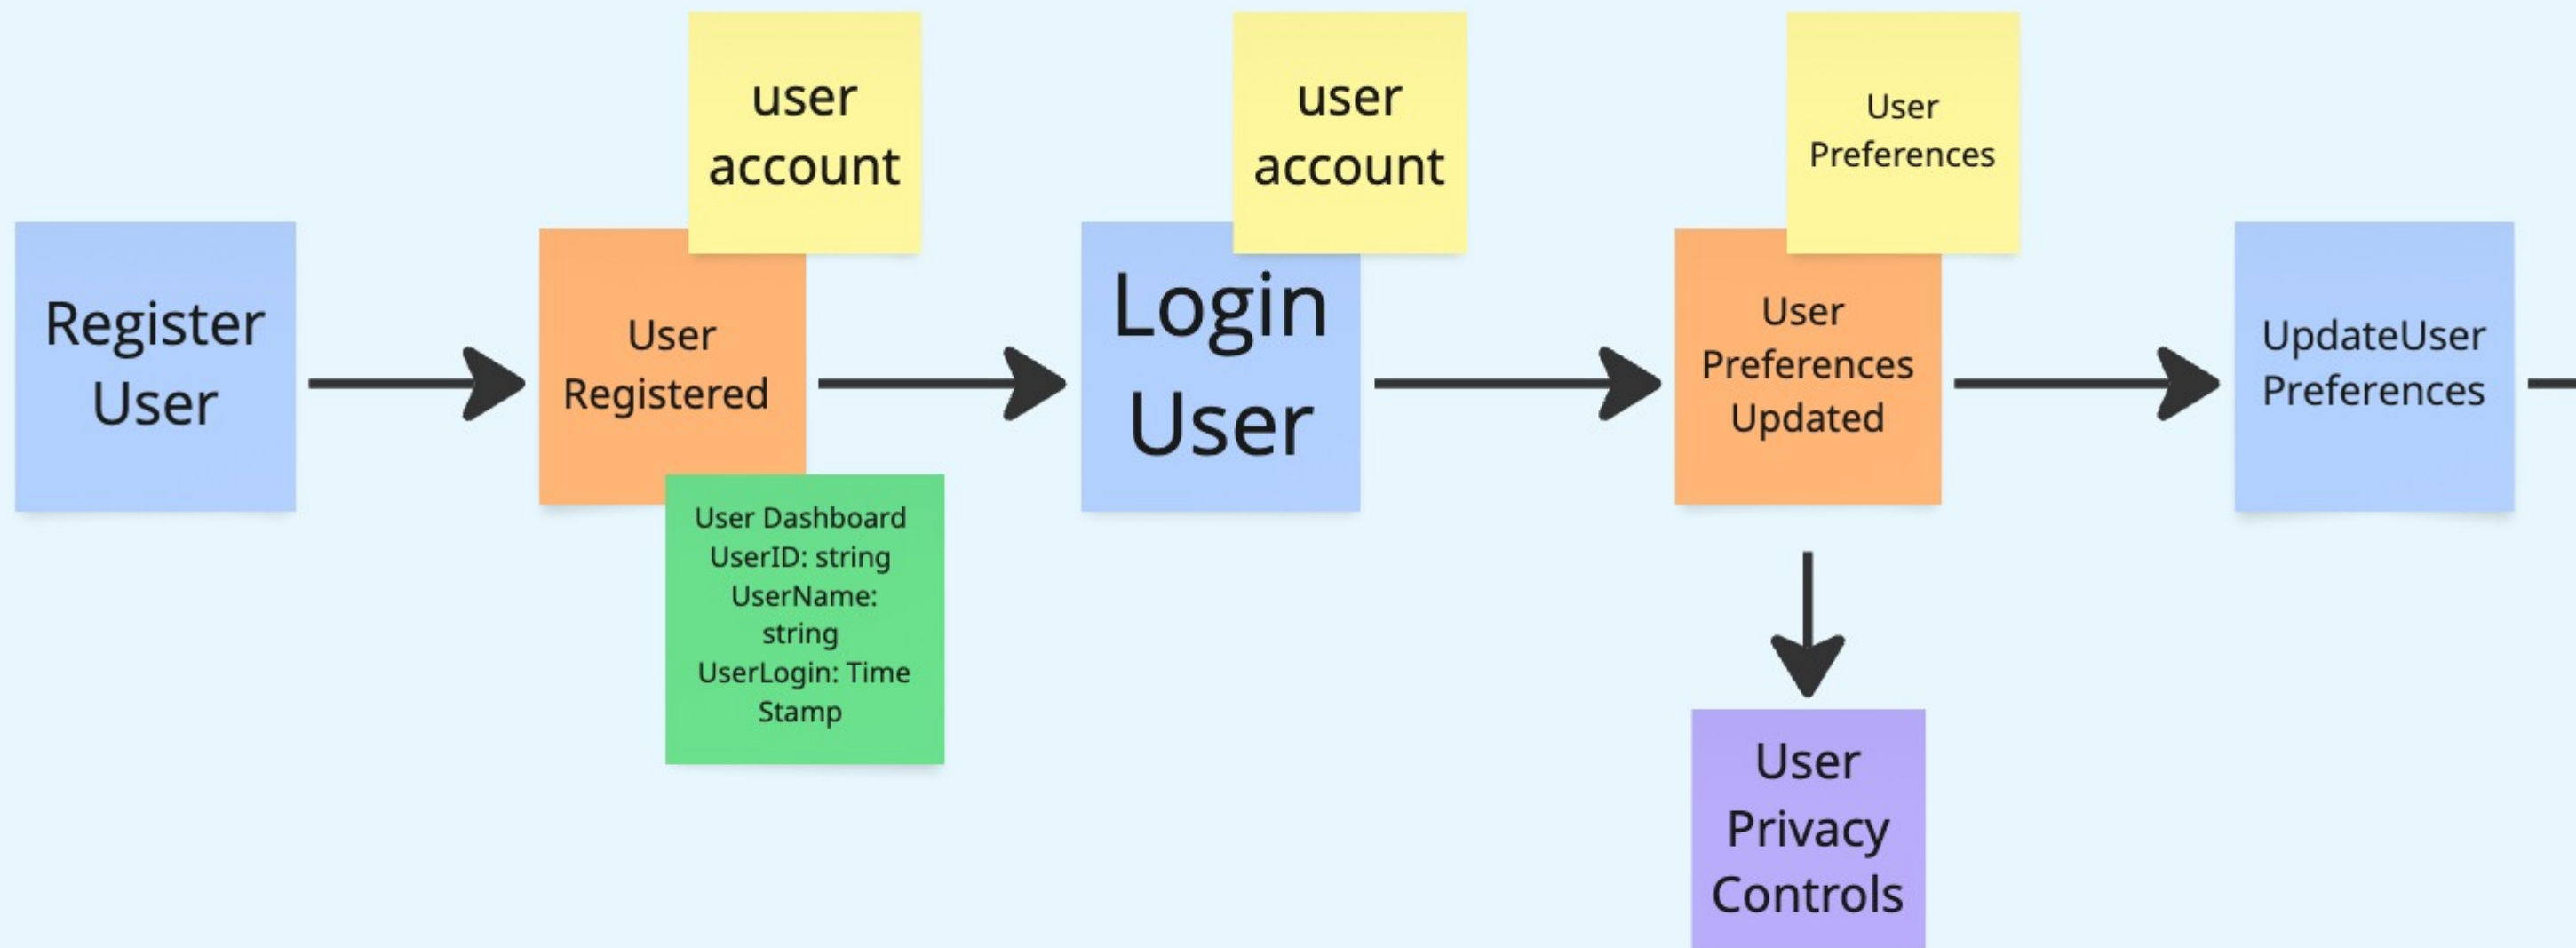 user
account
user
account
User
Preferences
Register
User
User
Registered
Login
User
User
Preferences
Updated
UpdateUser
Preferences
User Dashboard
UserID: string
UserName:
string
UserLogin: Time
Stamp
User
Privacy
Controls